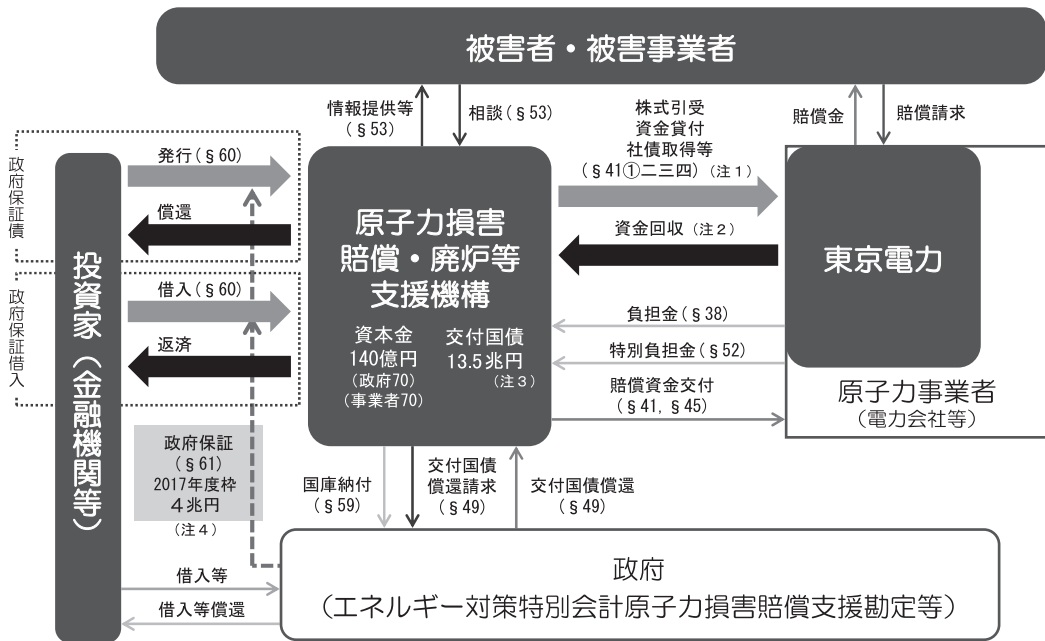 被害者・被害事業者
情報提供等
(§53)
相談(§53)
株式引受
資金貸付
社債取得等
(§41①二三四)(注1)
賠償金
賠償請求
政府保証債
発行(§60)
償還
政府保証借入
借入(§60)
返済
投資家(金融機関等)
原子力損害
賠償・廃炉等
支援機構
資本金
140億円
(政府70)
(事業者70)
交付国債
13.5兆円
(注3)
資金回収(注2)
東京電力
負担金(§38)
特別負担金(§52)
賠償資金交付
(§41, §45)
原子力事業者
(電力会社等)
政府保証
(§61)
2017年度枠
4兆円
(注4)
国庫納付
(§59)
交付国債
償還請求
(§49)
交付国債償還
(§49)
借入等
借入等償還
政府
(エネルギー対策特別会計原子力損害賠償支援勘定等)